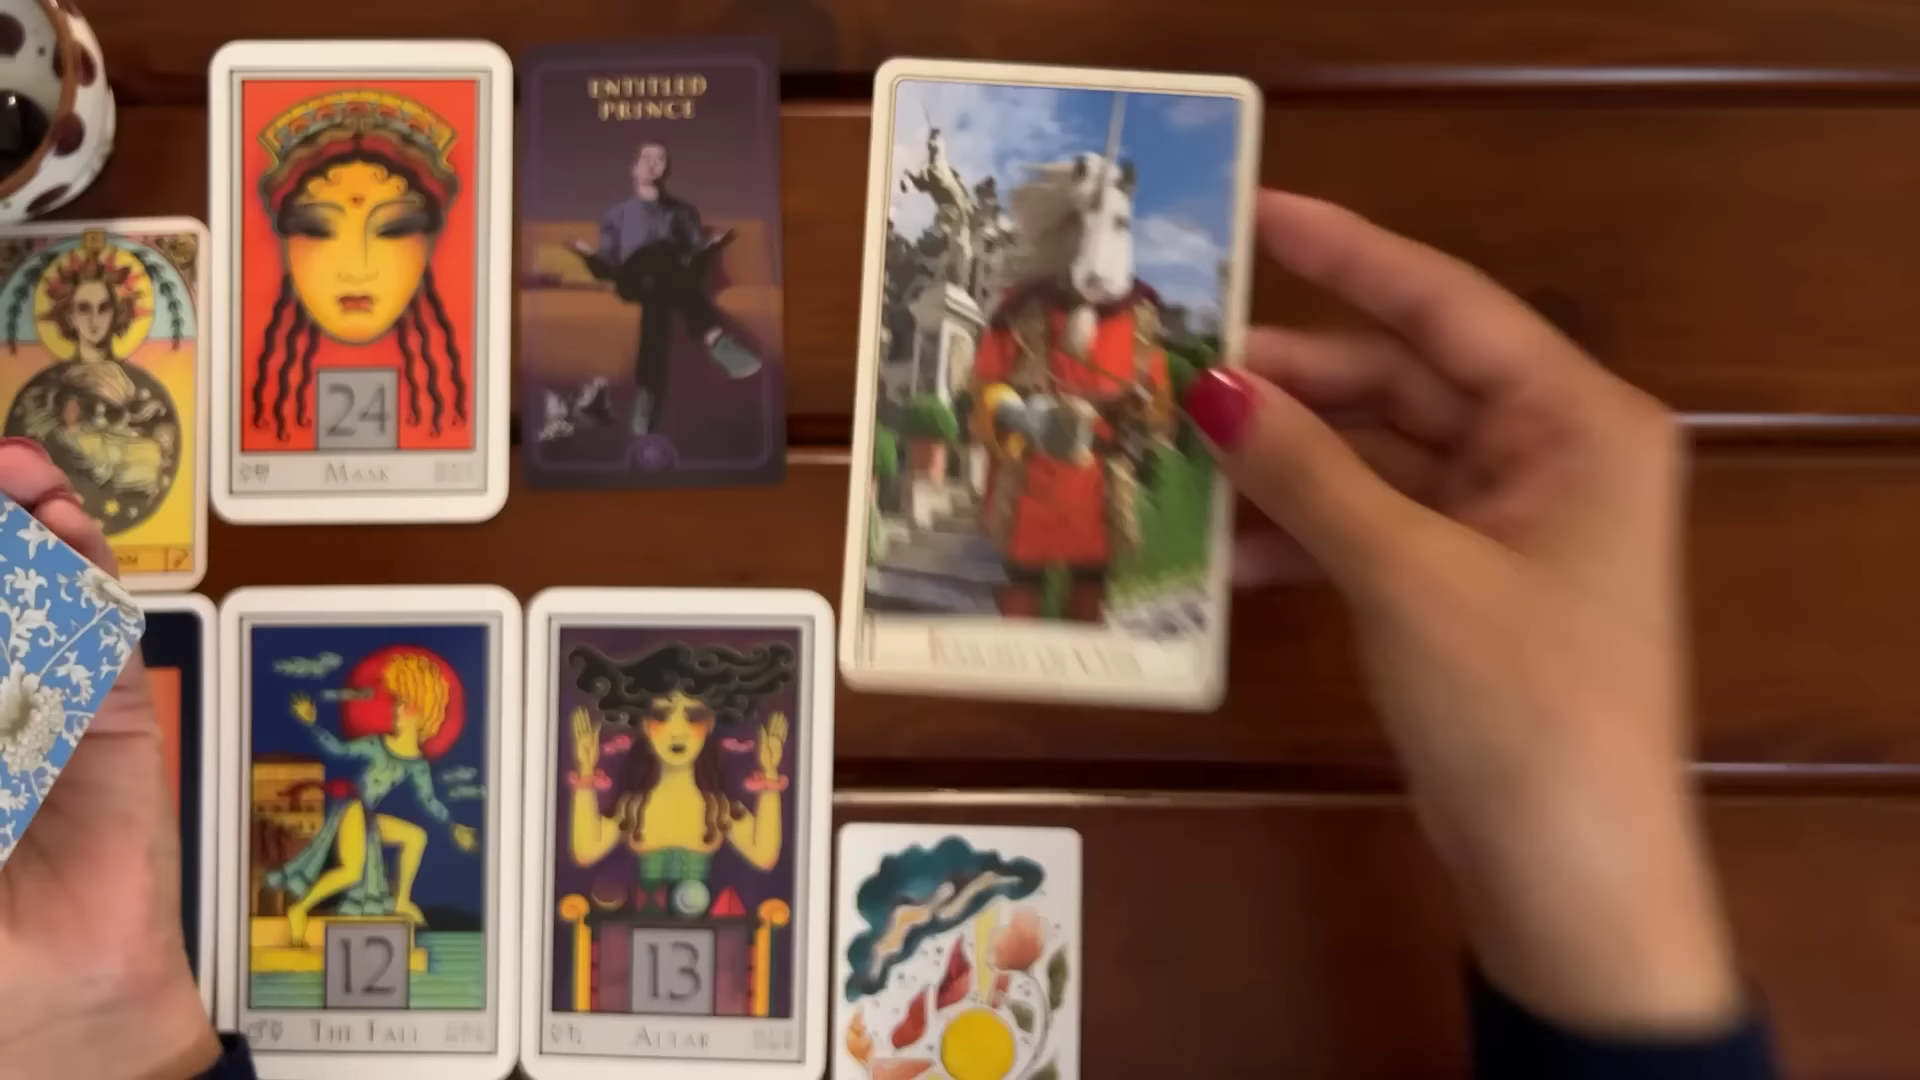 ENTITLED
PRINCE
24
MASK
12
THE FALL
13
ALTAR